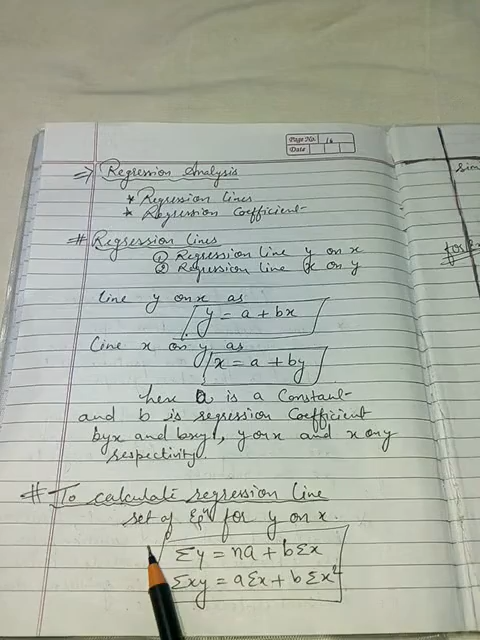 Page No. 16
Date
⇒ Regression Analysis
* Regression lines
* Regression Coefficient
# Regression lines
① Regression line y on x
② Regression line x on y
Line y on x as
y = a + bx
Line x on y as
x = a + by
here a is a Constant
and b is regression Coefficient
byx and bxy, y on x and x on y
respectivity
# To calculate regression line
set of Eqn for y on x.
Σy = na + bΣx
Σxy = aΣx + bΣx²
Sim